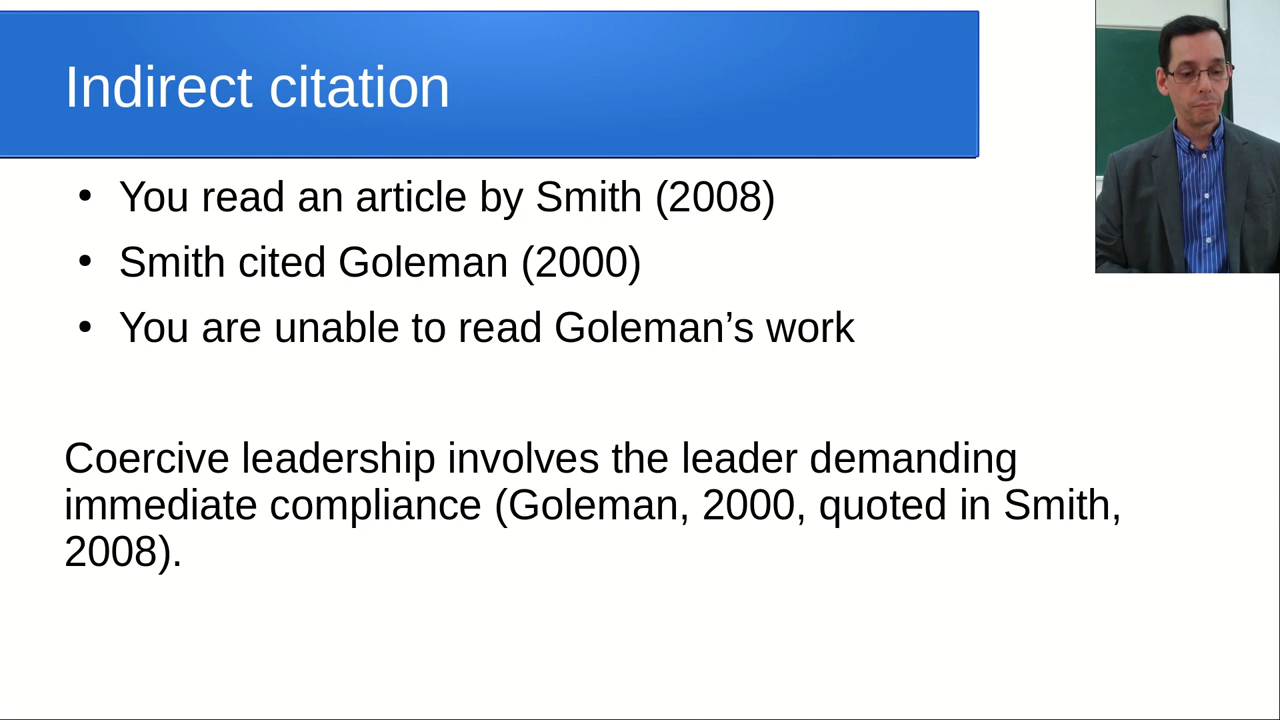 Indirect citation
• You read an article by Smith (2008)
• Smith cited Goleman (2000)
• You are unable to read Goleman’s work
Coercive leadership involves the leader demanding
immediate compliance (Goleman, 2000, quoted in Smith,
2008).